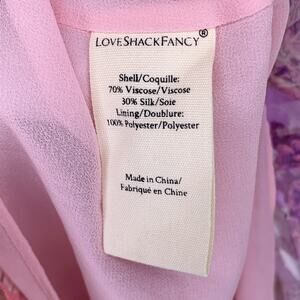 LOVESHACKFANCY®
Shell/Coquille:
70% Viscose/Viscose
30% Silk/Soie
Lining/Doublure:
100% Polyester/Polyester
Made in China/
Fabriqué en Chine